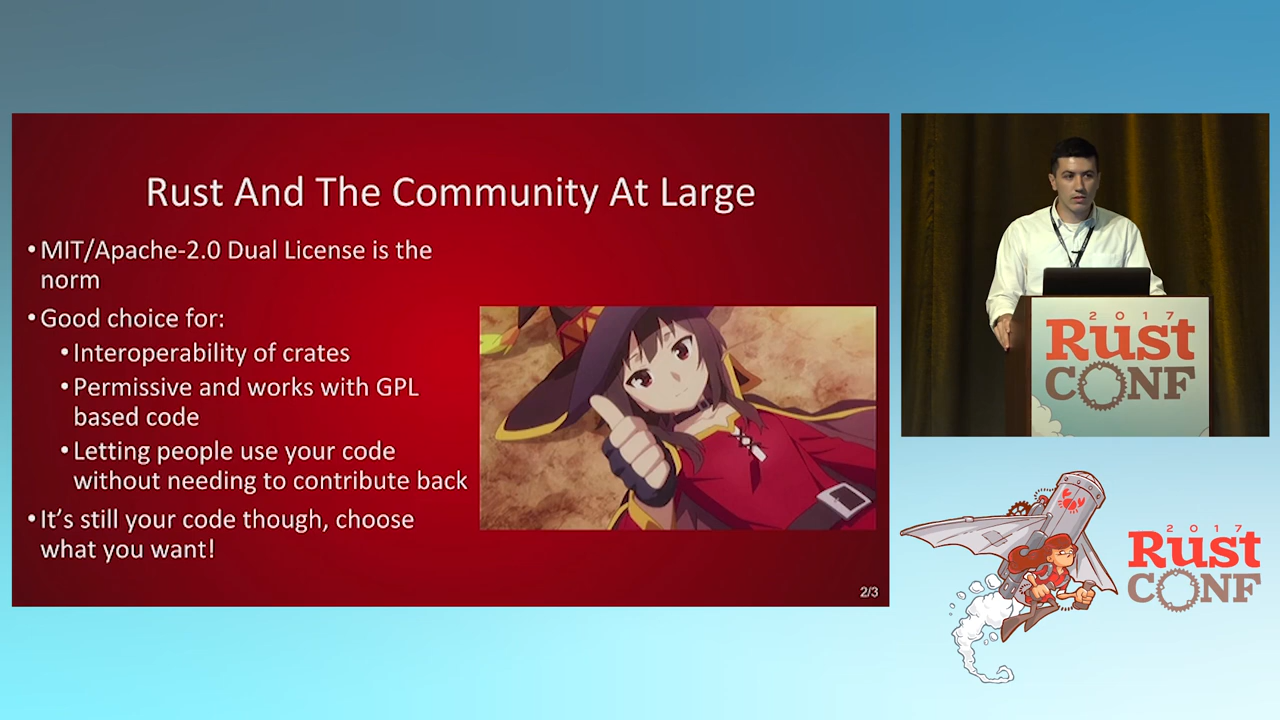 Rust And The Community At Large
•MIT/Apache-2.0 Dual License is the
norm
•Good choice for:
•Interoperability of crates
•Permissive and works with GPL
based code
•Letting people use your code
without needing to contribute back
•It’s still your code though, choose
what you want!
2/3
2017
Rust
CONF
2017
Rust
CONF